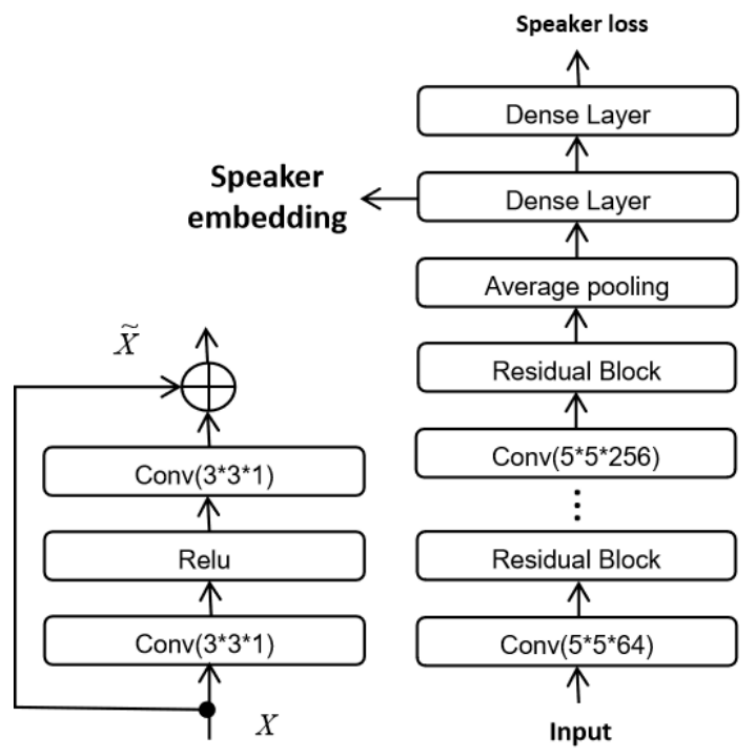 Speaker loss
Dense Layer
Dense Layer
Speaker
embedding
Average pooling
Residual Block
Conv(5*5*256)
⋮
Residual Block
Conv(5*5*64)
Input
X̃
Conv(3*3*1)
Relu
Conv(3*3*1)
X